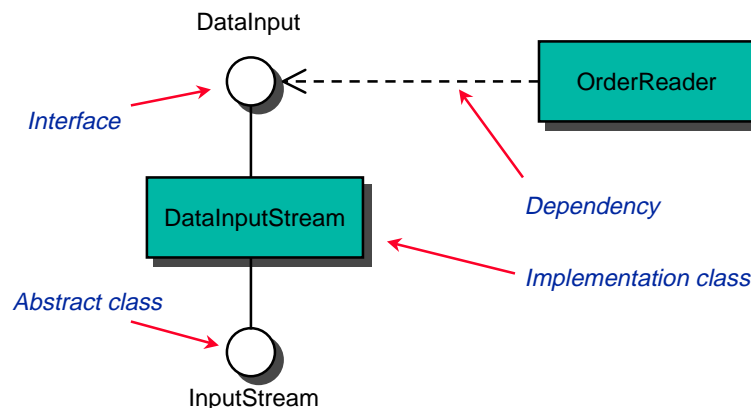 DataInput
OrderReader
Interface
DataInputStream
Dependency
Implementation class
Abstract class
InputStream